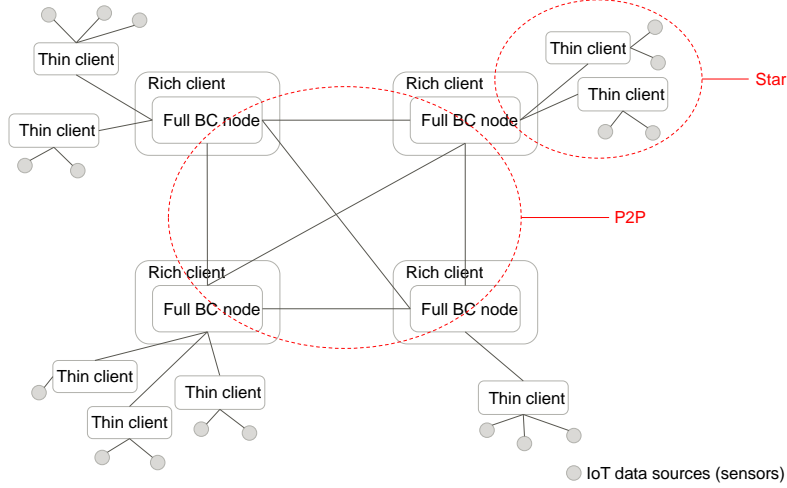 Thin client
Thin client
Star
Thin client
Rich client
Rich client
Full BC node
Full BC node
Thin client
P2P
Rich client
Rich client
Full BC node
Full BC node
Thin client
Thin client
Thin client
Thin client
IoT data sources (sensors)